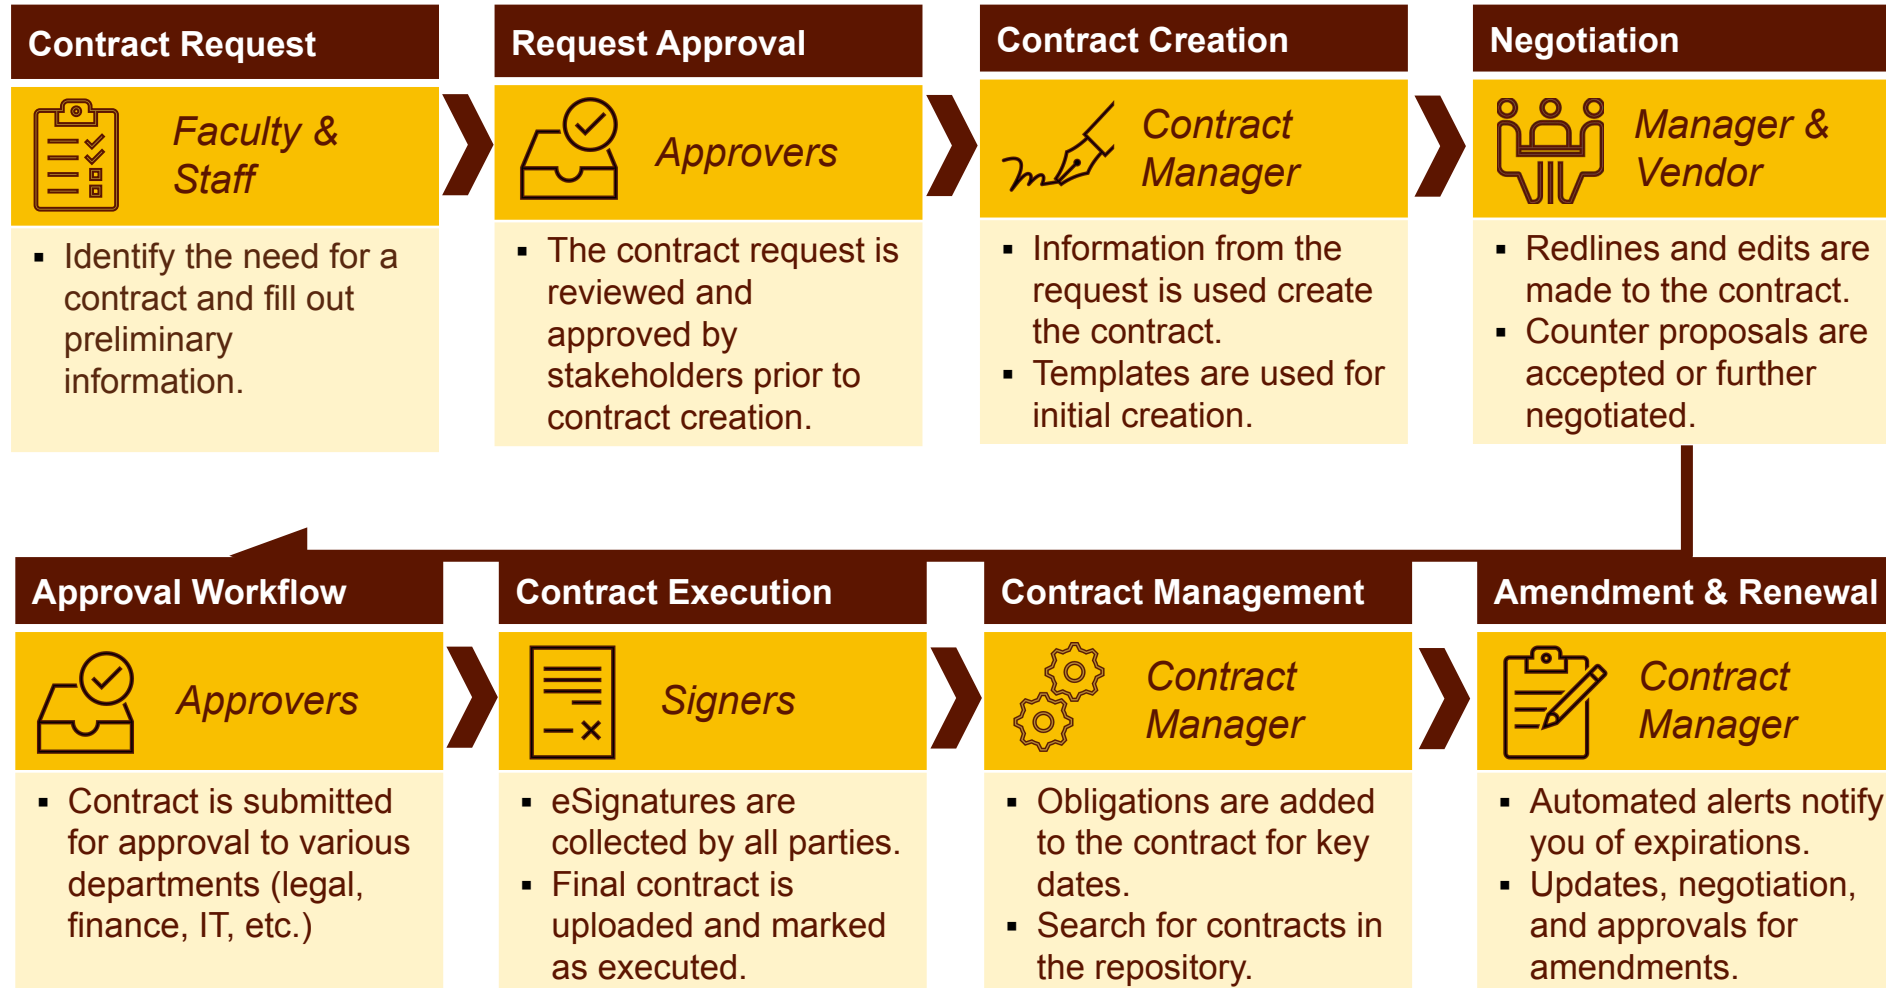 Contract Request
Faculty &
Staff
▪ Identify the need for a
contract and fill out
preliminary
information.
Request Approval
Approvers
▪ The contract request is
reviewed and
approved by
stakeholders prior to
contract creation.
Contract Creation
Contract
Manager
▪ Information from the
request is used create
the contract.
▪ Templates are used for
initial creation.
Negotiation
Manager &
Vendor
▪ Redlines and edits are
made to the contract.
▪ Counter proposals are
accepted or further
negotiated.
Approval Workflow
Approvers
▪ Contract is submitted
for approval to various
departments (legal,
finance, IT, etc.)
Contract Execution
Signers
▪ eSignatures are
collected by all parties.
▪ Final contract is
uploaded and marked
as executed.
Contract Management
Contract
Manager
▪ Obligations are added
to the contract for key
dates.
▪ Search for contracts in
the repository.
Amendment & Renewal
Contract
Manager
▪ Automated alerts notify
you of expirations.
▪ Updates, negotiation,
and approvals for
amendments.